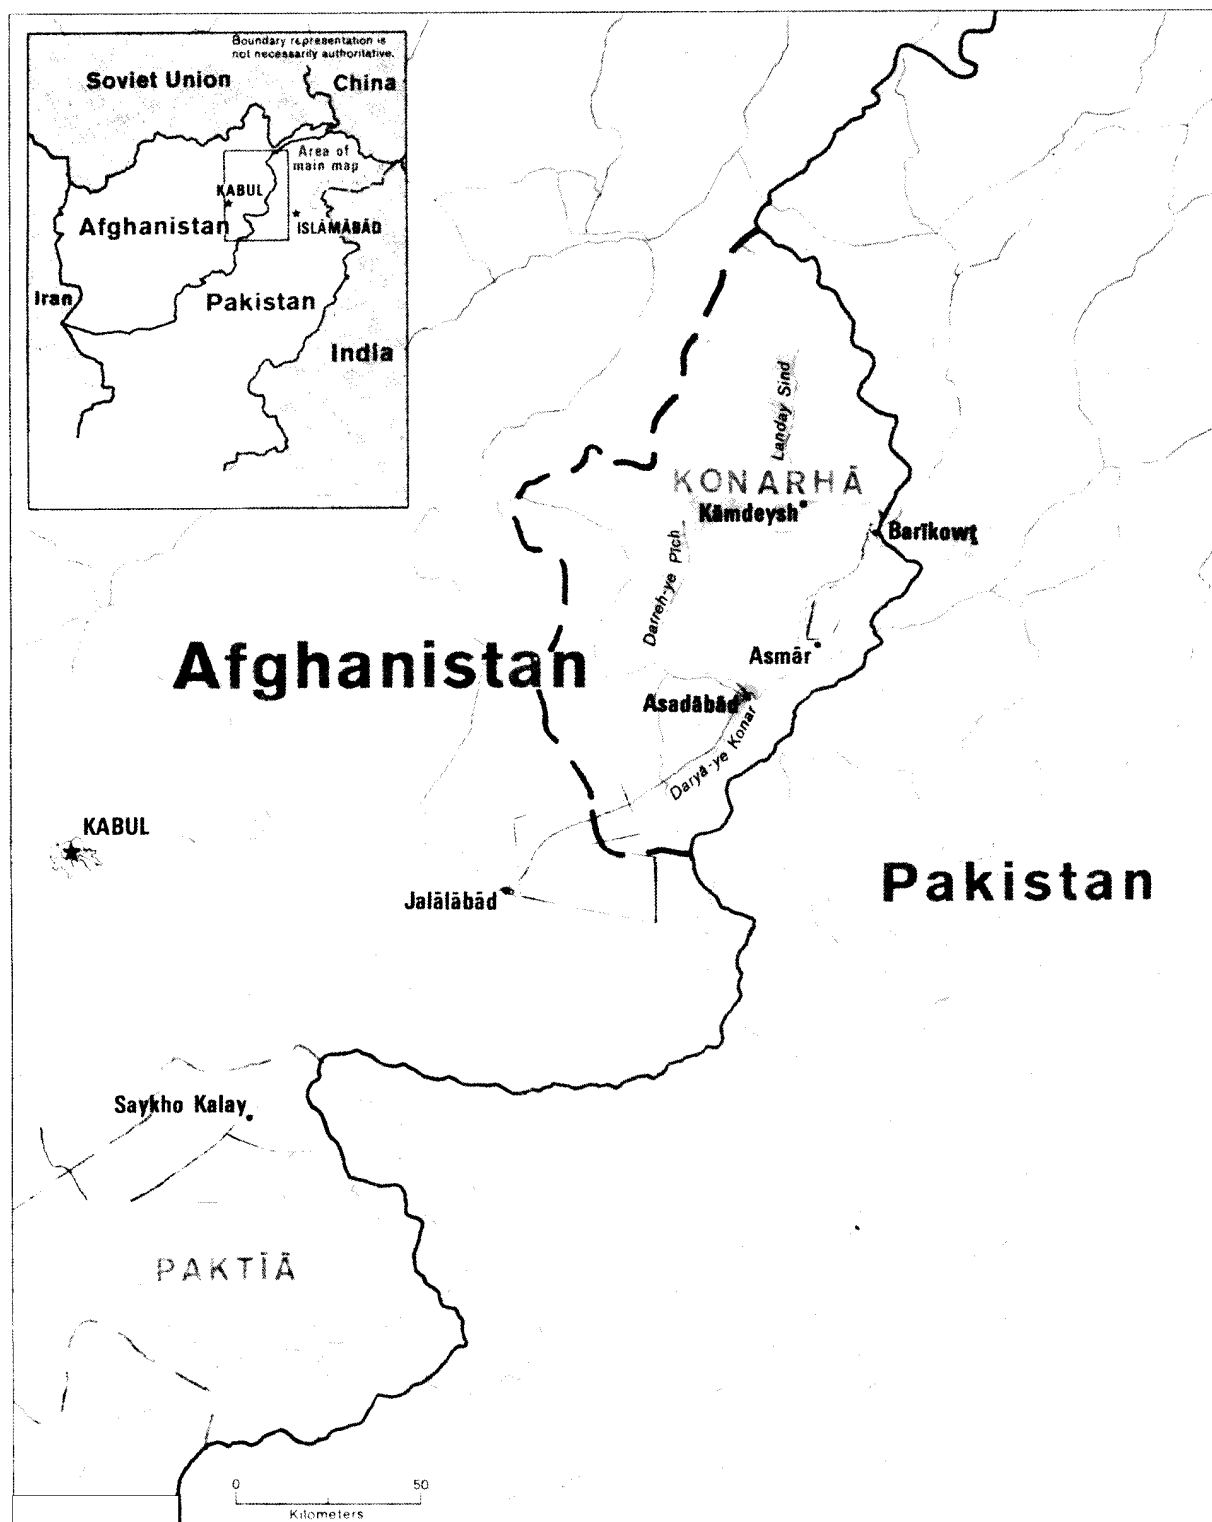 Boundary representation is
not necessarily authoritative.
Soviet Union
China
Area of
main map
KABUL
Afghanistan
ISLĀMĀBĀD
Iran
Pakistan
India
Landay Sind
KONARHĀ
Kāmdeysh
Barīkowṭ
Darreh-ye Pīch
Afghanistan
Asmār
Asadābād
Daryā-ye Konar
KABUL
Pakistan
Jalālābād
Saykho Kalay
PAKTĪĀ
0
50
Kilometers